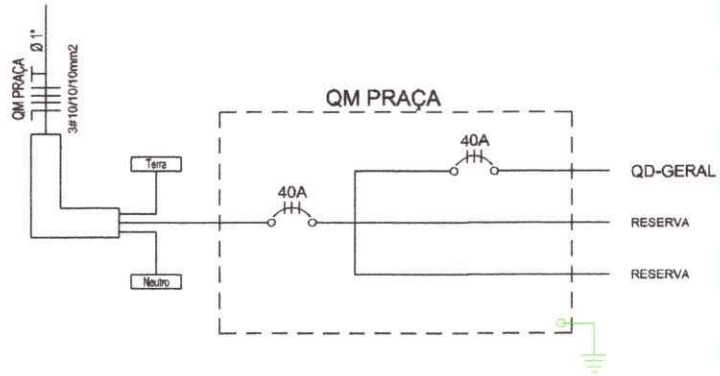 QM PRAÇA
Ø 1"
3#10/10/10mm2
QM PRAÇA
40A
QD-GERAL
Terra
40A
RESERVA
RESERVA
Neutro